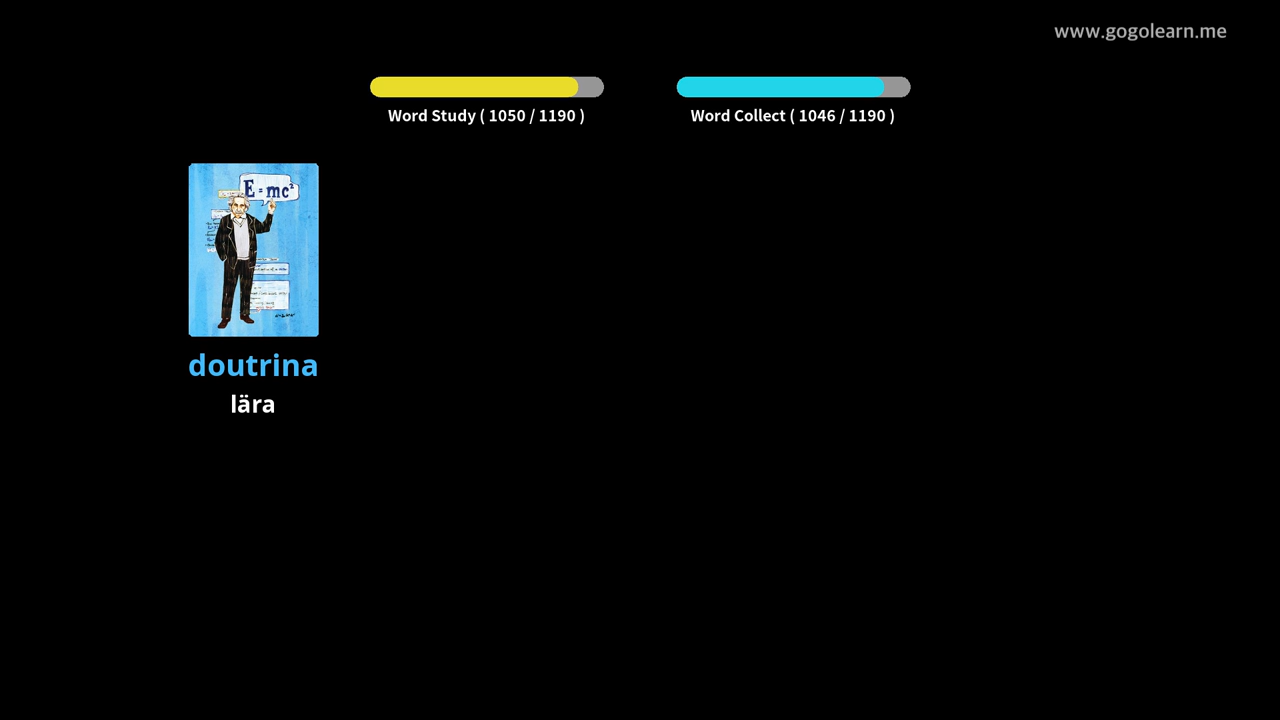 www.gogolearn.me
Word Study ( 1050 / 1190 )
Word Collect ( 1046 / 1190 )
E = mc²
doutrina
lära